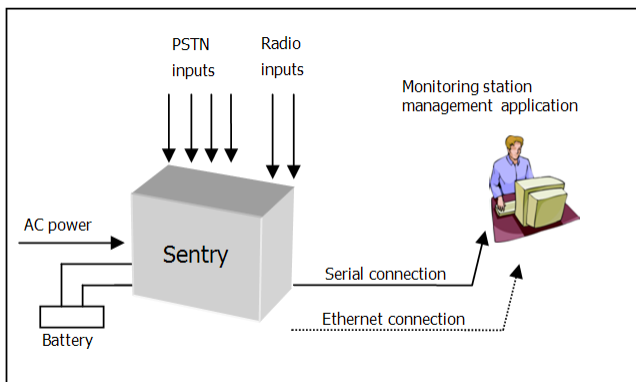 PSTN
inputs
Radio
inputs
Monitoring station
management application
AC power
Sentry
Serial connection
Ethernet connection
Battery